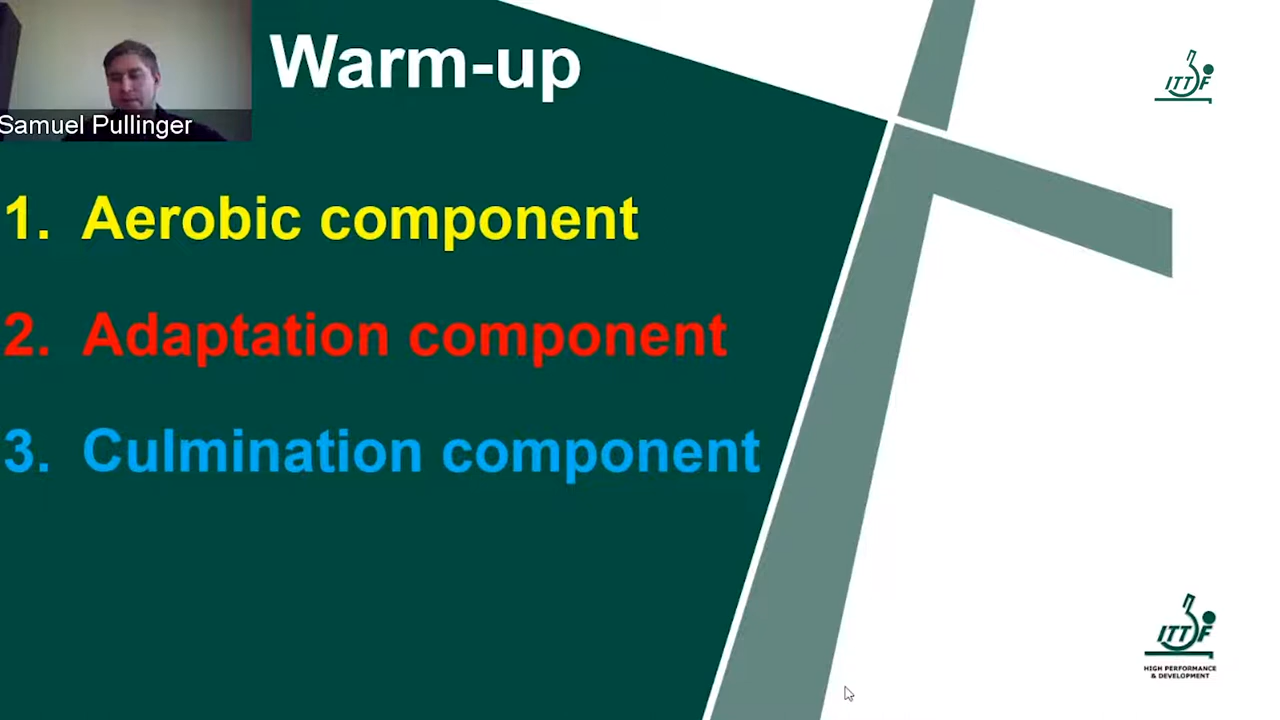 Warm-up
Samuel Pullinger
1. Aerobic component
2. Adaptation component
3. Culmination component
ITTF
ITTF
HIGH PERFORMANCE
& DEVELOPMENT